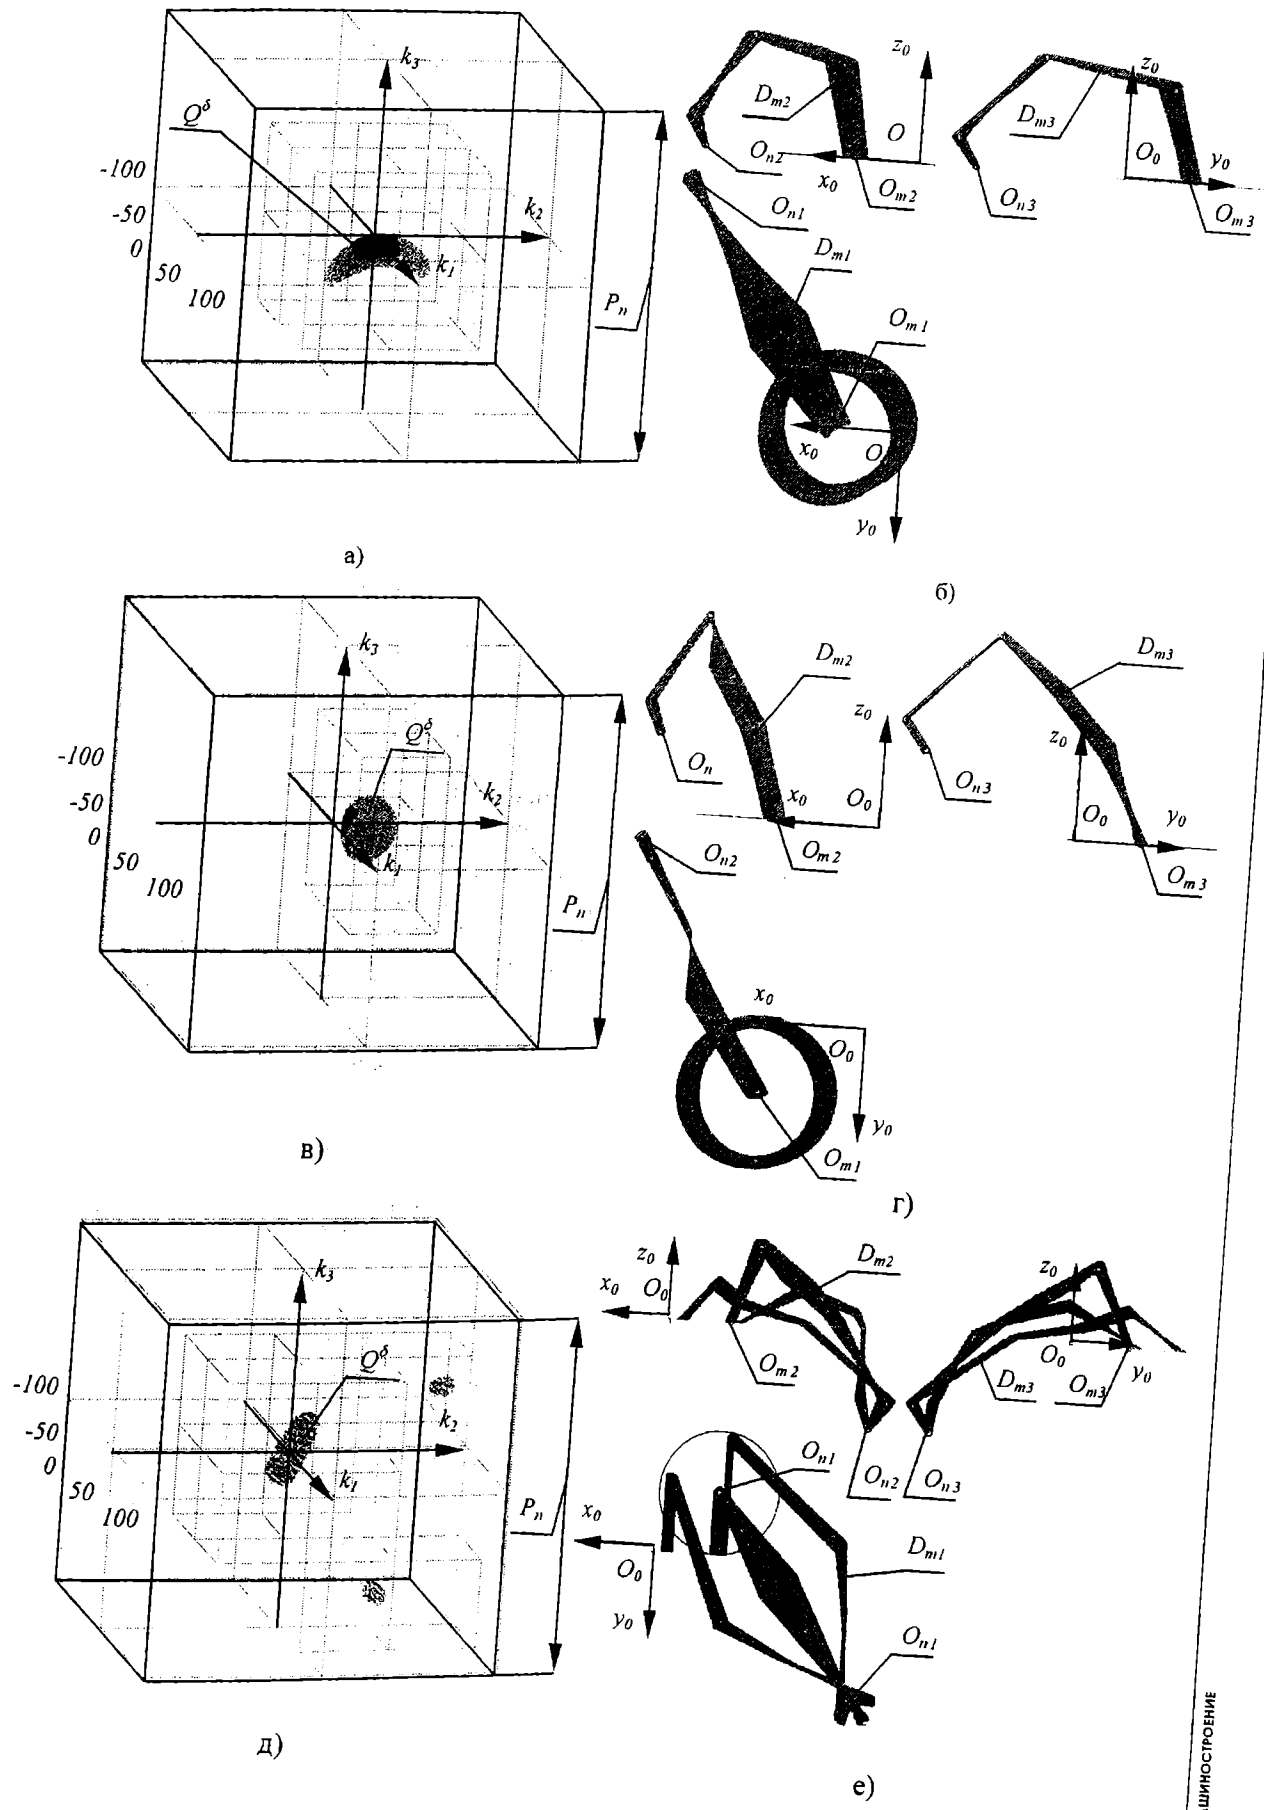 k₃
Qᵟ
-100
-50
0
50
100
k₂
k₁
Pₙ
а)
z₀
Dₘ₂
O
Oₙ₂
x₀
Oₘ₂
z₀
Dₘ₃
O₀
y₀
Oₙ₃
Oₘ₃
Oₙ₁
Dₘ₁
Oₘ₁
x₀
O
y₀
б)
k₃
Qᵟ
-100
-50
0
50
100
k₂
k₁
Pₙ
в)
Dₘ₂
z₀
Oₙ
x₀
O₀
Oₘ₂
Dₘ₃
z₀
Oₙ₃
O₀
y₀
Oₘ₃
Oₙ₂
x₀
O₀
y₀
Oₘ₁
г)
k₃
Qᵟ
-100
-50
0
50
100
k₂
k₁
Pₙ
д)
z₀
x₀
O₀
Dₘ₂
Oₘ₂
z₀
O₀
Dₘ₃
Oₘ₃
y₀
Oₙ₁
Oₙ₂
Oₙ₃
x₀
O₀
y₀
Dₘ₁
Oₙ₁
е)
АШИНОСТРОЕНИЕ